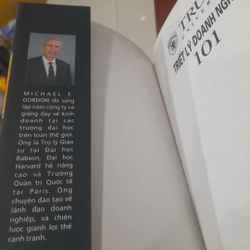 MICHAEL E.
GORDON đã sáng
lập năm công ty và
giảng dạy về kinh
doanh tại các
trường đại học
trên toàn thế giới.
Ông là Trợ lý Giáo
sư tại Đại học
Babson, Đại học
Harvard hệ nâng
cao và Trường
Quản trị Quốc tế
tại Paris. Ông
chuyên đào tạo về
lãnh đạo doanh
nghiệp, và chiến
lược giành lợi thế
cạnh tranh.
TRU
TRIẾT LÝ DOANH NGH
101